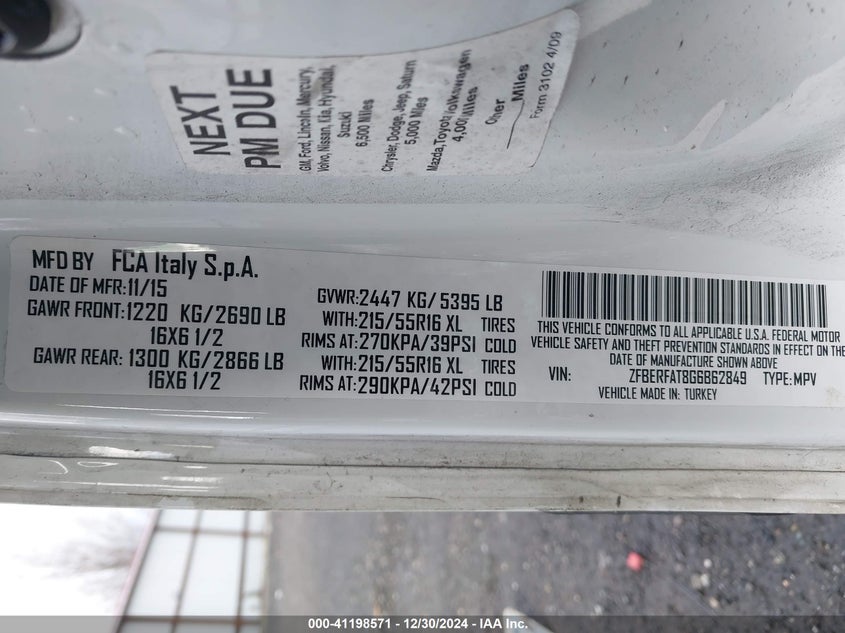 NEXT
PM DUE
GM, Ford, Lincoln, Mercury,
Volvo, Nissan, Kia, Hyundai,
Suzuki
6,500 Miles
Chrysler, Dodge, Jeep, Saturn
5,000 Miles
Mazda, Toyota Volkswagen
4,00 Miles
Other
Miles
Form 3102 4/09
MFD BY FCA Italy S.p.A.
DATE OF MFR:11/15
GAWR FRONT:1220 KG/2690 LB
16X6 1/2
GAWR REAR: 1300 KG/2866 LB
16X6 1/2
GVWR:2447 KG/5395 LB
WITH:215/55R16 XL TIRES
RIMS AT:270KPA/39PSI COLD
WITH:215/55R16 XL TIRES
RIMS AT:290KPA/42PSI COLD
THIS VEHICLE CONFORMS TO ALL APPLICABLE U.S.A. FEDERAL MOTOR
VEHICLE SAFETY AND THEFT PREVENTION STANDARDS IN EFFECT ON THE
DATE OF MANUFACTURE SHOWN ABOVE
VIN: ZFBERFAT8G6B62849 TYPE:MPV
VEHICLE MADE IN: TURKEY
000-41198571 - 12/30/2024 - IAA Inc.